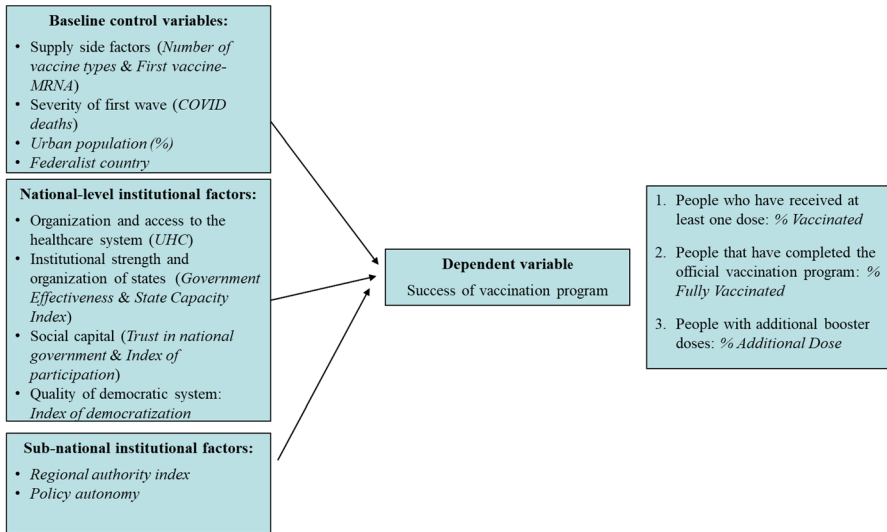 Baseline control variables:
• Supply side factors (Number of
vaccine types & First vaccine-
MRNA)
• Severity of first wave (COVID
deaths)
• Urban population (%)
• Federalist country
National-level institutional factors:
• Organization and access to the
healthcare system (UHC)
• Institutional strength and
organization of states (Government
Effectiveness & State Capacity
Index)
• Social capital (Trust in national
government & Index of
participation)
• Quality of democratic system:
Index of democratization
Sub-national institutional factors:
• Regional authority index
• Policy autonomy
Dependent variable
Success of vaccination program
1. People who have received at
least one dose: % Vaccinated
2. People that have completed the
official vaccination program: %
Fully Vaccinated
3. People with additional booster
doses: % Additional Dose